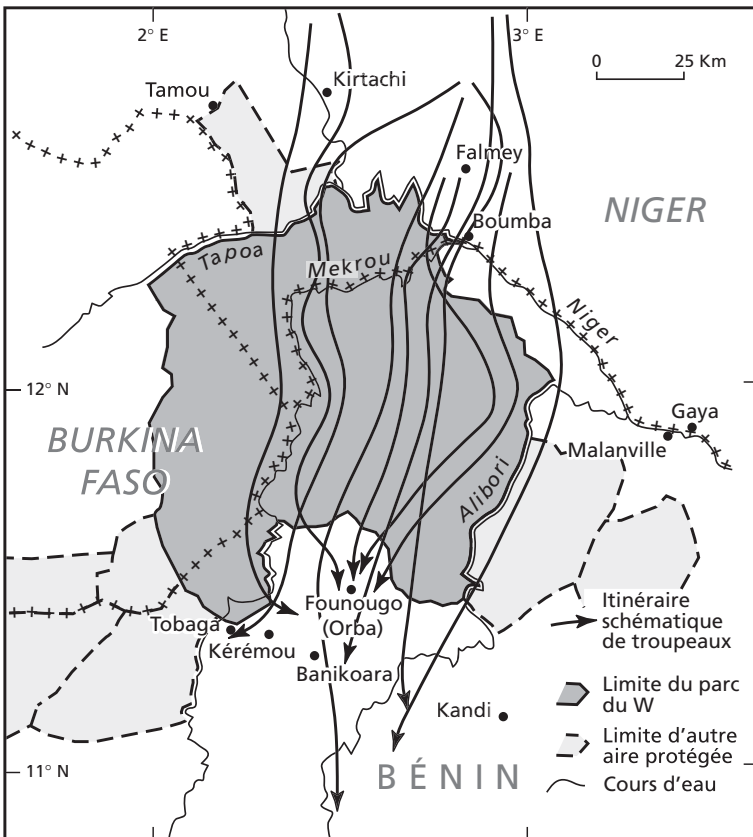 2° E
3° E
0 25 Km
Tamou
Kirtachi
Falmey
NIGER
Boumba
Tapoa
Mekrou
Niger
12° N
Gaya
BURKINA
FASO
Malanville
Alibori
Founougo
(Orba)
Tobaga
Kérémou
Banikoara
Kandi
11° N
BÉNIN
Itinéraire
schématique
de troupeaux
Limite du parc
du W
Limite d'autre
aire protégée
Cours d'eau